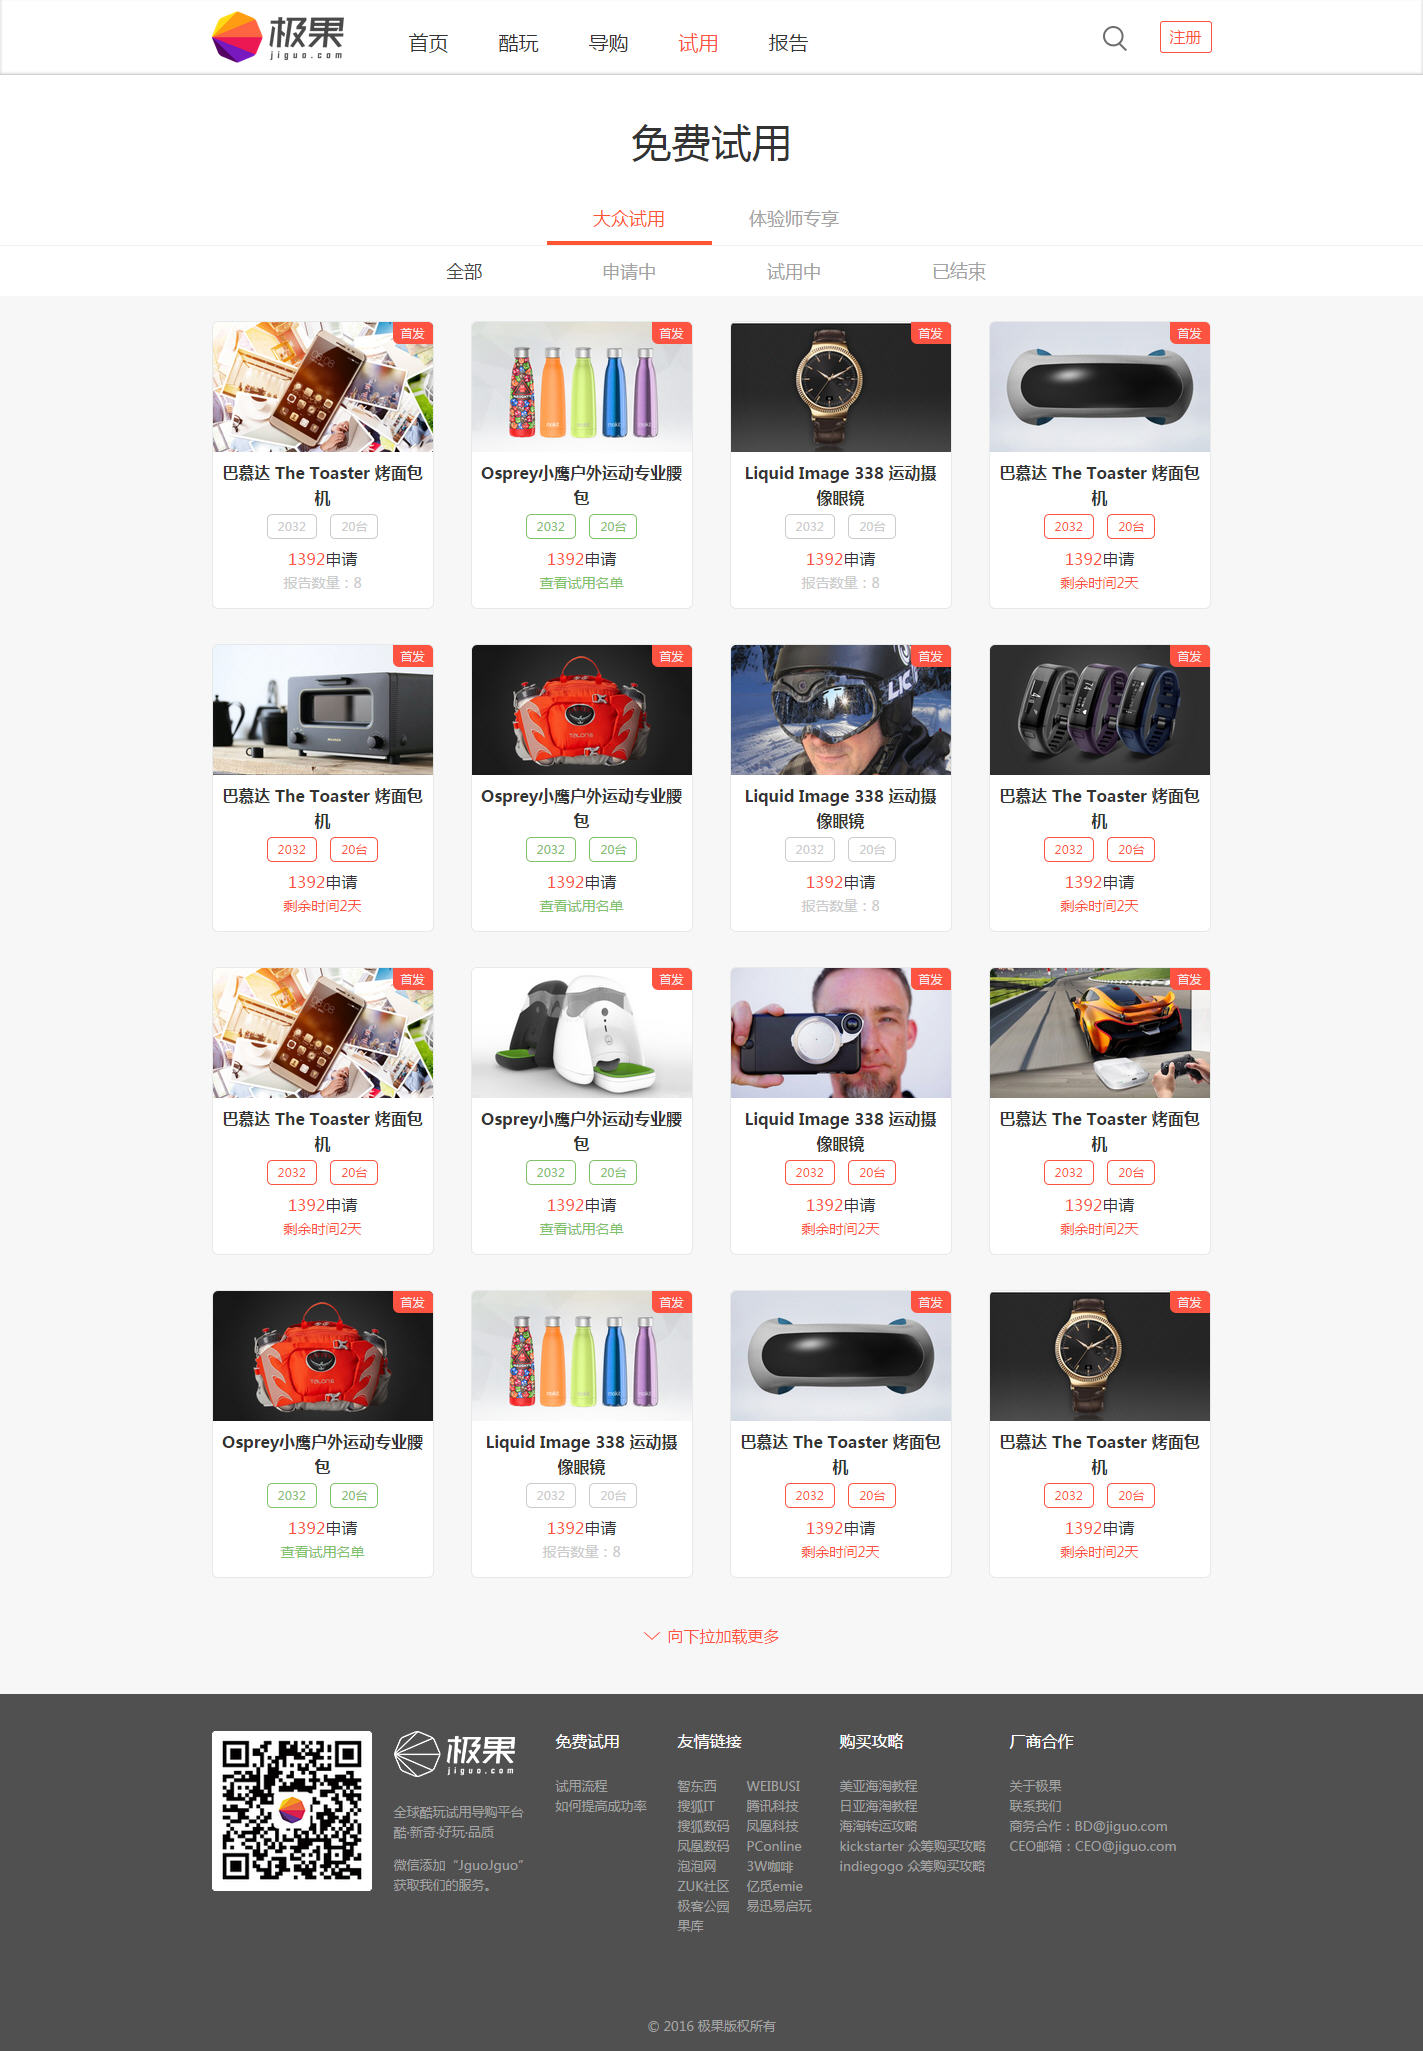 极果
jiguo.com
首页 酷玩 导购 试用 报告
注册
免费试用
大众试用 体验师专享
全部 申请中 试用中 已结束
首发 首发 首发 首发
巴慕达 The Toaster 烤面包
机
2032 20台
1392申请
报告数量：8
Osprey小鹰户外运动专业腰
包
2032 20台
1392申请
查看试用名单
Liquid Image 338 运动摄
像眼镜
2032 20台
1392申请
报告数量：8
巴慕达 The Toaster 烤面包
机
2032 20台
1392申请
剩余时间2天
首发 首发 首发 首发
巴慕达 The Toaster 烤面包
机
2032 20台
1392申请
剩余时间2天
TALON6
Osprey小鹰户外运动专业腰
包
2032 20台
1392申请
查看试用名单
Liquid Image 338 运动摄
像眼镜
2032 20台
1392申请
报告数量：8
巴慕达 The Toaster 烤面包
机
2032 20台
1392申请
剩余时间2天
首发 首发 首发 首发
巴慕达 The Toaster 烤面包
机
2032 20台
1392申请
剩余时间2天
Osprey小鹰户外运动专业腰
包
2032 20台
1392申请
查看试用名单
Liquid Image 338 运动摄
像眼镜
2032 20台
1392申请
剩余时间2天
巴慕达 The Toaster 烤面包
机
2032 20台
1392申请
剩余时间2天
首发 首发 首发 首发
TALON6
Osprey小鹰户外运动专业腰
包
2032 20台
1392申请
查看试用名单
Liquid Image 338 运动摄
像眼镜
2032 20台
1392申请
报告数量：8
巴慕达 The Toaster 烤面包
机
2032 20台
1392申请
剩余时间2天
巴慕达 The Toaster 烤面包
机
2032 20台
1392申请
剩余时间2天
向下拉加载更多
极果
jiguo.com
全球酷玩试用导购平台
酷·新奇·好玩·品质
微信添加“JguoJguo”
获取我们的服务。
免费试用
试用流程
如何提高成功率
友情链接
智东西 WEIBUSI
搜狐IT 腾讯科技
搜狐数码 凤凰科技
凤凰数码 PConline
泡泡网 3W咖啡
ZUK社区 亿觅emie
极客公园 易迅易启玩
果库
购买攻略
美亚海淘教程
日亚海淘教程
海淘转运攻略
kickstarter 众筹购买攻略
indiegogo 众筹购买攻略
厂商合作
关于极果
联系我们
商务合作：BD@jiguo.com
CEO邮箱：CEO@jiguo.com
© 2016 极果版权所有